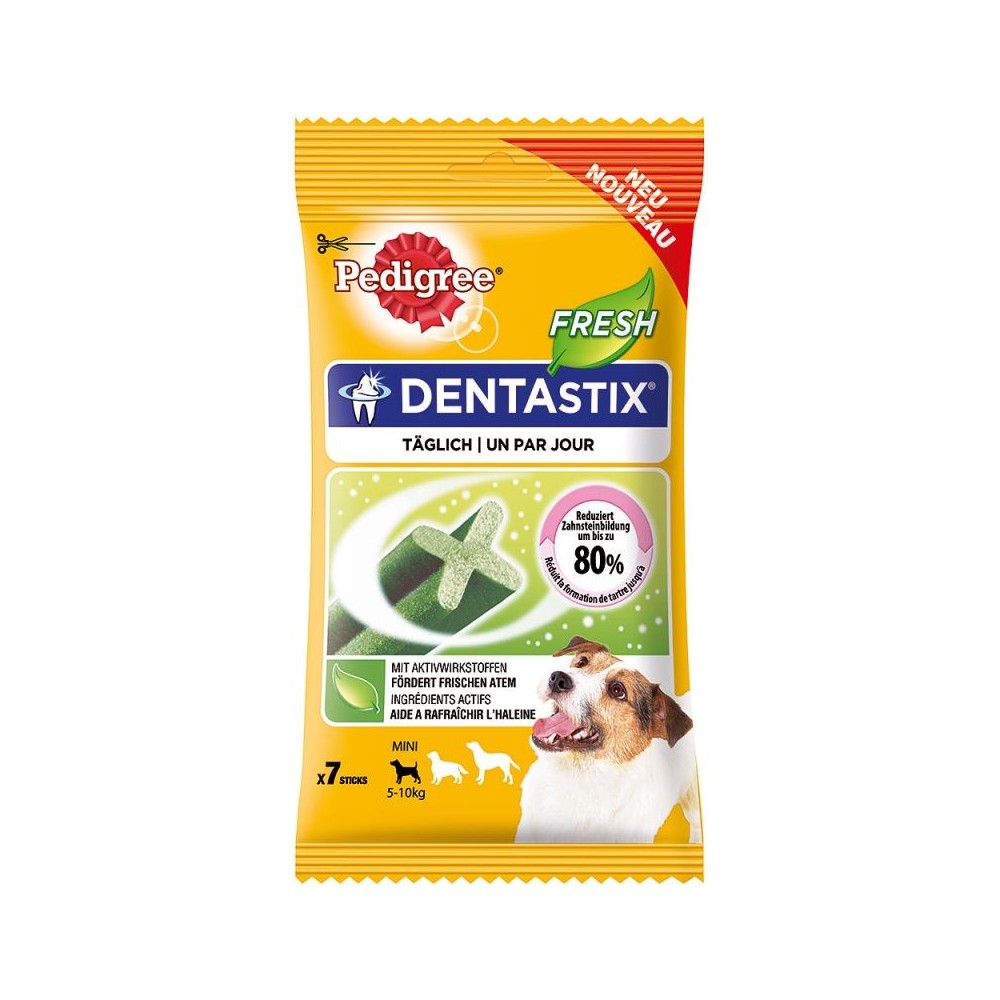 NEU
NOUVEAU
Pedigree®
FRESH
DENTASTIX®
TÄGLICH | UN PAR JOUR
Reduziert
Zahnsteinbildung
um bis zu
80%
Réduit la formation de tartre jusqu'à
MIT AKTIVWIRKSTOFFEN
FÖRDERT FRISCHEN ATEM
INGRÉDIENTS ACTIFS
AIDE A RAFRAÎCHIR L'HALEINE
MINI
x7 STICKS
5-10kg